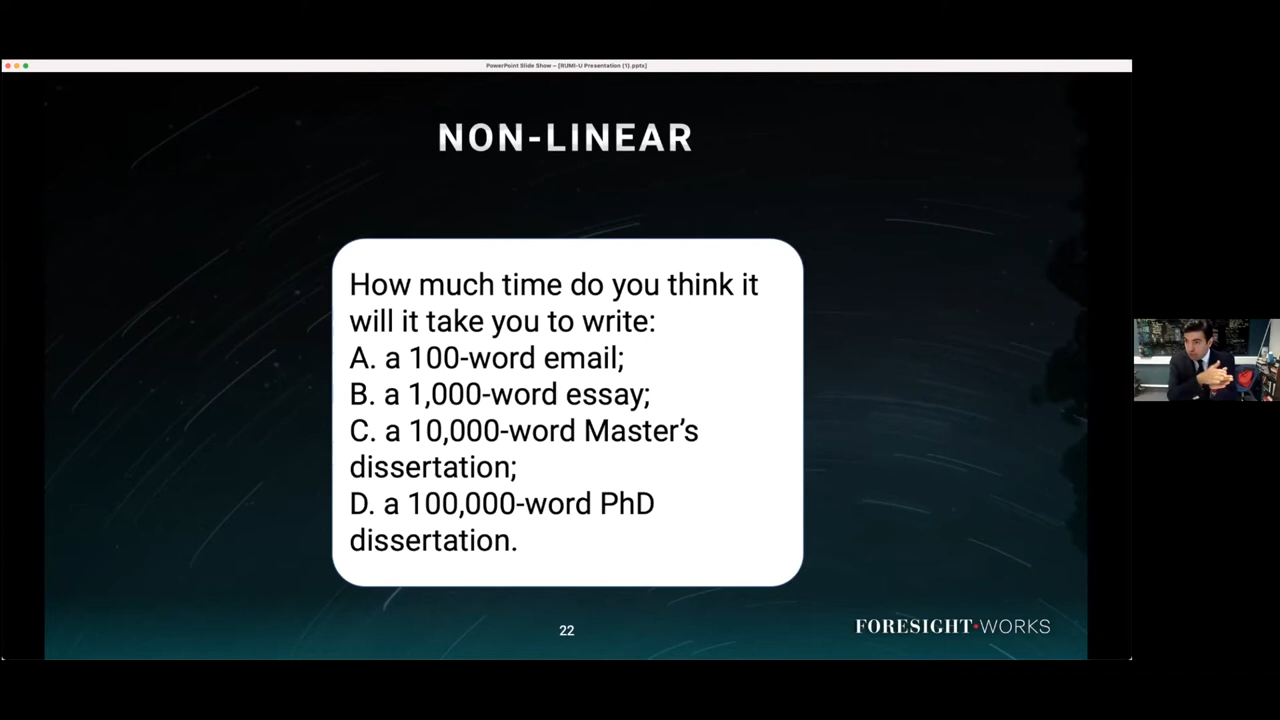 PowerPoint Slide Show - [RUMI-U Presentation (1).pptx]
NON-LINEAR
How much time do you think it
will it take you to write:
A. a 100-word email;
B. a 1,000-word essay;
C. a 10,000-word Master's
dissertation;
D. a 100,000-word PhD
dissertation.
22
FORESIGHT·WORKS